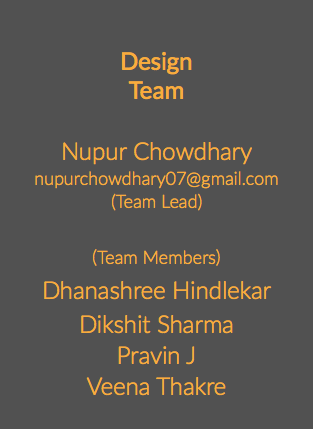 Design
Team
Nupur Chowdhary
nupurchowdhary07@gmail.com
(Team Lead)
(Team Members)
Dhanashree Hindlekar
Dikshit Sharma
Pravin J
Veena Thakre